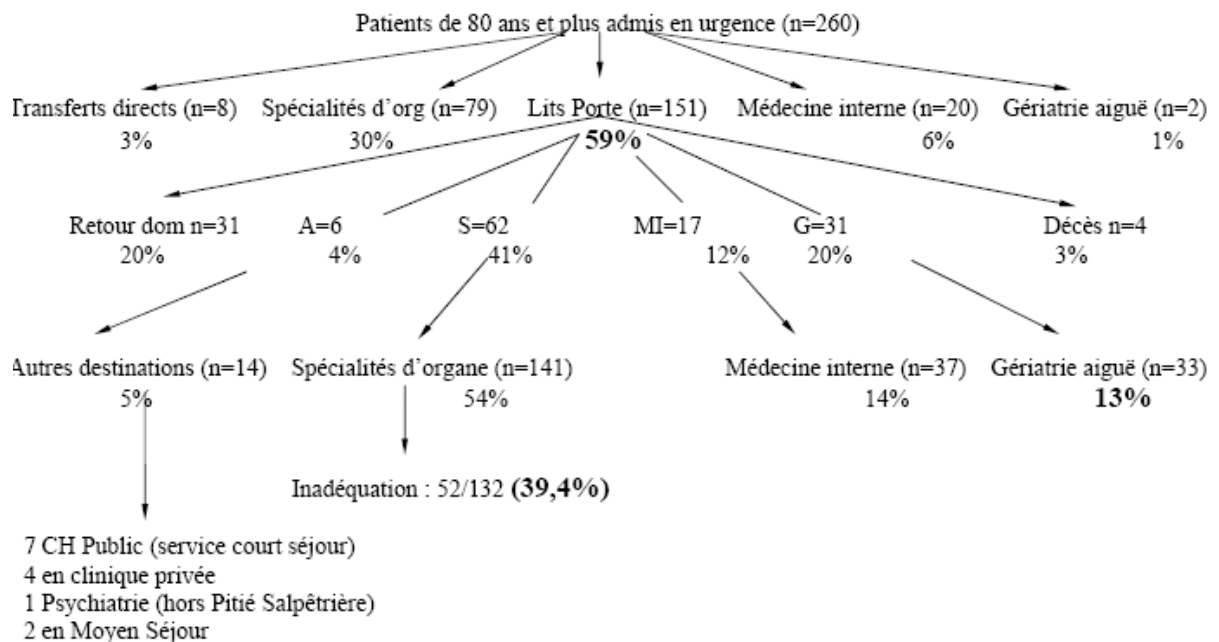 Patients de 80 ans et plus admis en urgence (n=260)
Transferts directs (n=8) Spécialités d'org (n=79) Lits Porte (n=151) Médecine interne (n=20) Gériatrie aiguë (n=2)
3% 30% 59% 6% 1%
Retour dom n=31 A=6 S=62 MI=17 G=31 Décès n=4
20% 4% 41% 12% 20% 3%
Autres destinations (n=14) Spécialités d'organe (n=141) Médecine interne (n=37) Gériatrie aiguë (n=33)
5% 54% 14% 13%
Inadéquation : 52/132 (39,4%)
7 CH Public (service court séjour)
4 en clinique privée
1 Psychiatrie (hors Pitié Salpêtrière)
2 en Moyen Séjour